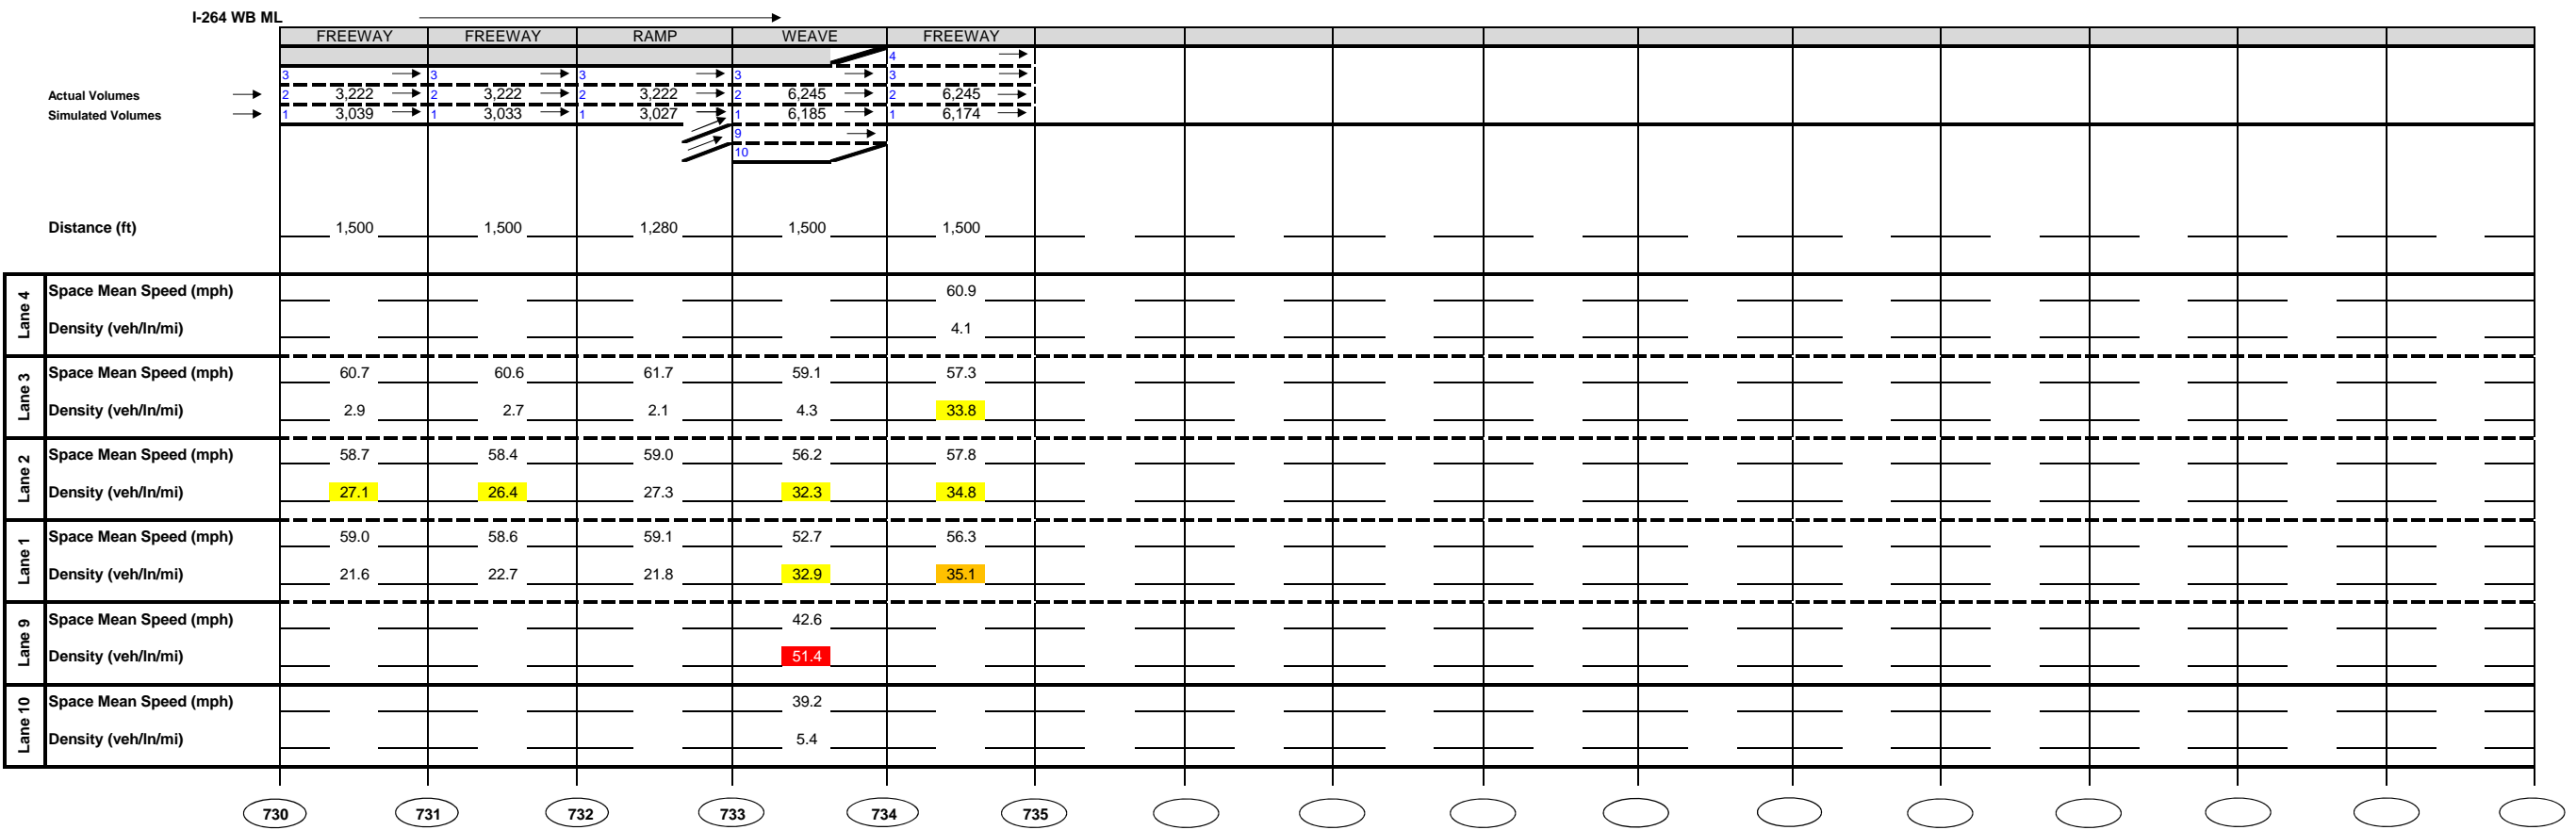 I-264 WB ML
FREEWAY FREEWAY RAMP WEAVE FREEWAY
4
3 3 3 3 3
Actual Volumes 2 3,222 2 3,222 2 3,222 2 6,245 2 6,245
Simulated Volumes 1 3,039 1 3,033 1 3,027 1 6,185 1 6,174
9
10
Distance (ft) 1,500 1,500 1,280 1,500 1,500
Lane 4
Space Mean Speed (mph) 60.9
Density (veh/ln/mi) 4.1
Lane 3
Space Mean Speed (mph) 60.7 60.6 61.7 59.1 57.3
Density (veh/ln/mi) 2.9 2.7 2.1 4.3 33.8
Lane 2
Space Mean Speed (mph) 58.7 58.4 59.0 56.2 57.8
Density (veh/ln/mi) 27.1 26.4 27.3 32.3 34.8
Lane 1
Space Mean Speed (mph) 59.0 58.6 59.1 52.7 56.3
Density (veh/ln/mi) 21.6 22.7 21.8 32.9 35.1
Lane 9
Space Mean Speed (mph) 42.6
Density (veh/ln/mi) 51.4
Lane 10
Space Mean Speed (mph) 39.2
Density (veh/ln/mi) 5.4
730 731 732 733 734 735